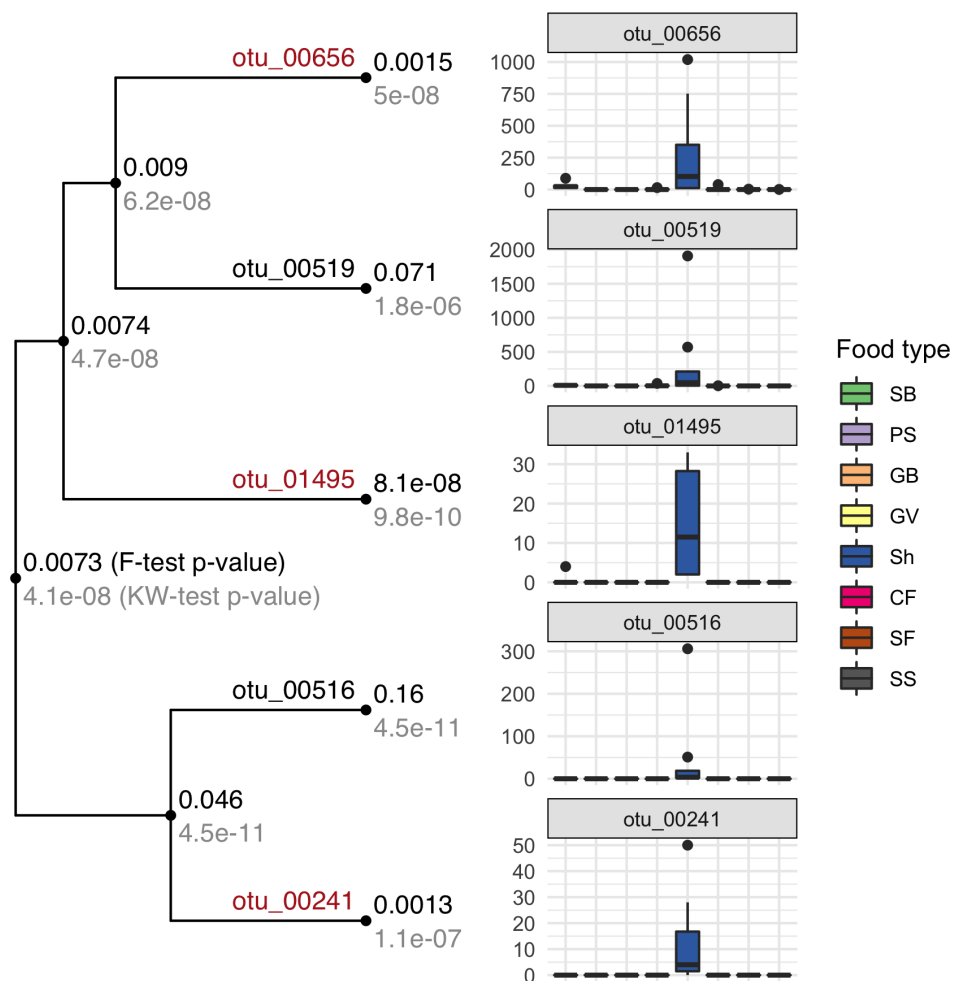 otu_00656
0.0015
5e-08
0.009
6.2e-08
otu_00519
0.071
1.8e-06
0.0074
4.7e-08
otu_01495
8.1e-08
9.8e-10
0.0073 (F-test p-value)
4.1e-08 (KW-test p-value)
otu_00516
0.16
4.5e-11
0.046
4.5e-11
otu_00241
0.0013
1.1e-07
otu_00656
1000
750
500
250
0
otu_00519
2000
1500
1000
500
0
otu_01495
30
20
10
0
otu_00516
300
200
100
0
otu_00241
50
40
30
20
10
0
Food type
SB
PS
GB
GV
Sh
CF
SF
SS